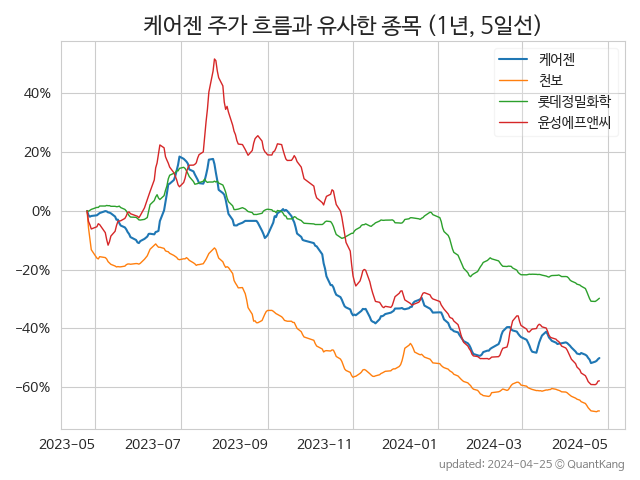 케어젠 주가 흐름과 유사한 종목 (1년, 5일선)
케어젠
천보
롯데정밀화학
윤성에프앤씨
40%
20%
0%
−20%
−40%
−60%
2023−05
2023−07
2023−09
2023−11
2024−01
2024−03
2024−05
updated: 2024-04-25 © QuantKang